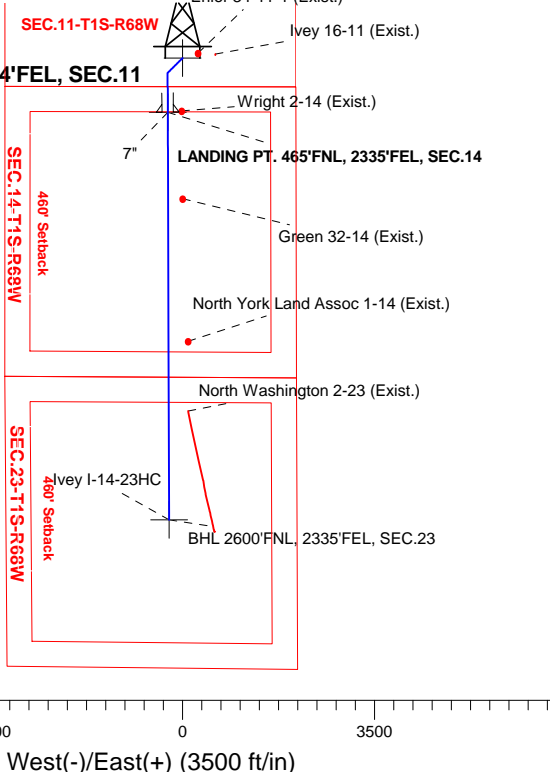 (Exist.)
SEC.11-T1S-R68W
Ivey 16-11 (Exist.)
4'FEL, SEC.11
Wright 2-14 (Exist.)
7"
LANDING PT. 465'FNL, 2335'FEL, SEC.14
SEC.14-T1S-R68W
460' Setback
Green 32-14 (Exist.)
North York Land Assoc 1-14 (Exist.)
North Washington 2-23 (Exist.)
SEC.23-T1S-R68W
460' Setback
Ivey I-14-23HC
BHL 2600'FNL, 2335'FEL, SEC.23
0
3500
West(-)/East(+) (3500 ft/in)